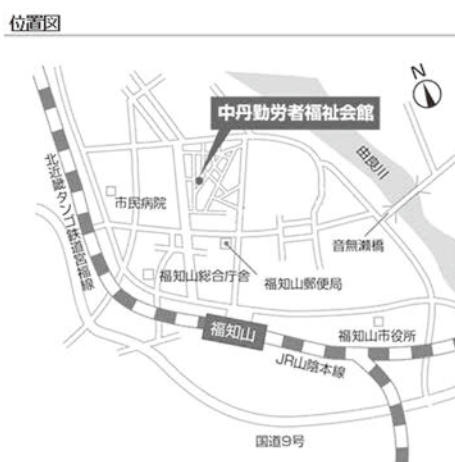 位置図
N
中丹勤労者福祉会館
由良川
北近畿タンゴ鉄道宮福線
市民病院
音無瀬橋
福知山総合庁舎
福知山郵便局
福知山
福知山市役所
JR山陰本線
国道9号